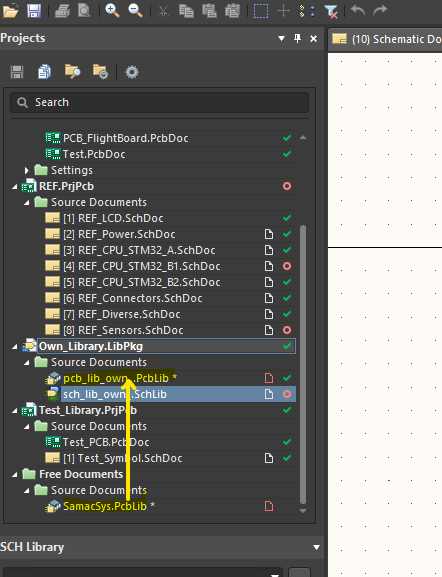 Projects
(10) Schematic Do
Search
PCB_FlightBoard.PcbDoc
Test.PcbDoc
Settings
REF.PrjPcb
Source Documents
[1] REF_LCD.SchDoc
[2] REF_Power.SchDoc
[3] REF_CPU_STM32_A.SchDoc
[4] REF_CPU_STM32_B1.SchDoc
[5] REF_CPU_STM32_B2.SchDoc
[6] REF_Connectors.SchDoc
[7] REF_Diverse.SchDoc
[8] REF_Sensors.SchDoc
Own_Library.LibPkg
Source Documents
pcb_lib_own .PcbLib *
sch_lib_own .SchLib
Test_Library.PrjPcb
Source Documents
Test_PCB.PcbDoc
[1] Test_Symbol.SchDoc
Free Documents
Source Documents
SamacSys.PcbLib *
SCH Library